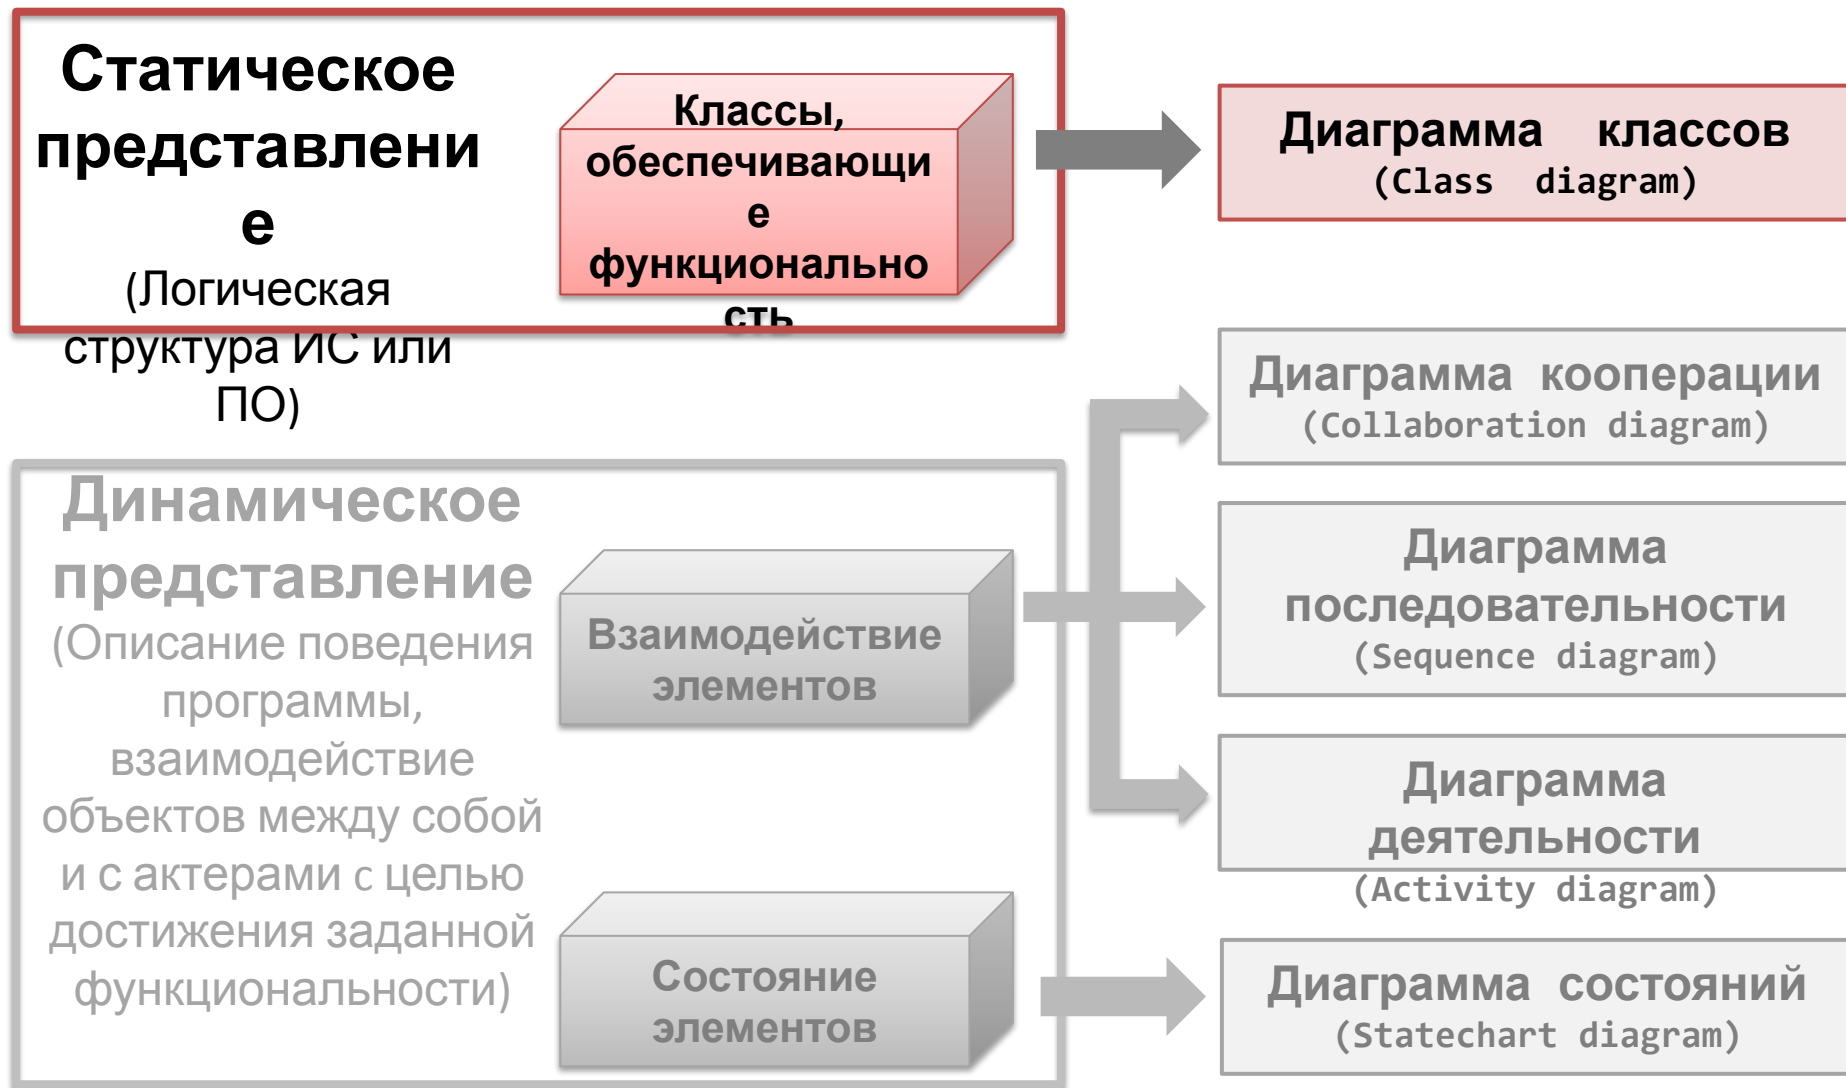 Статическое
представлени
е
(Логическая
структура ИС или
ПО)
Классы,
обеспечивающи
е
функционально
сть
Диаграмма классов
(Class diagram)
Динамическое
представление
(Описание поведения
программы,
взаимодействие
объектов между собой
и с актерами с целью
достижения заданной
функциональности)
Взаимодействие
элементов
Состояние
элементов
Диаграмма кооперации
(Collaboration diagram)
Диаграмма
последовательности
(Sequence diagram)
Диаграмма
деятельности
(Activity diagram)
Диаграмма состояний
(Statechart diagram)